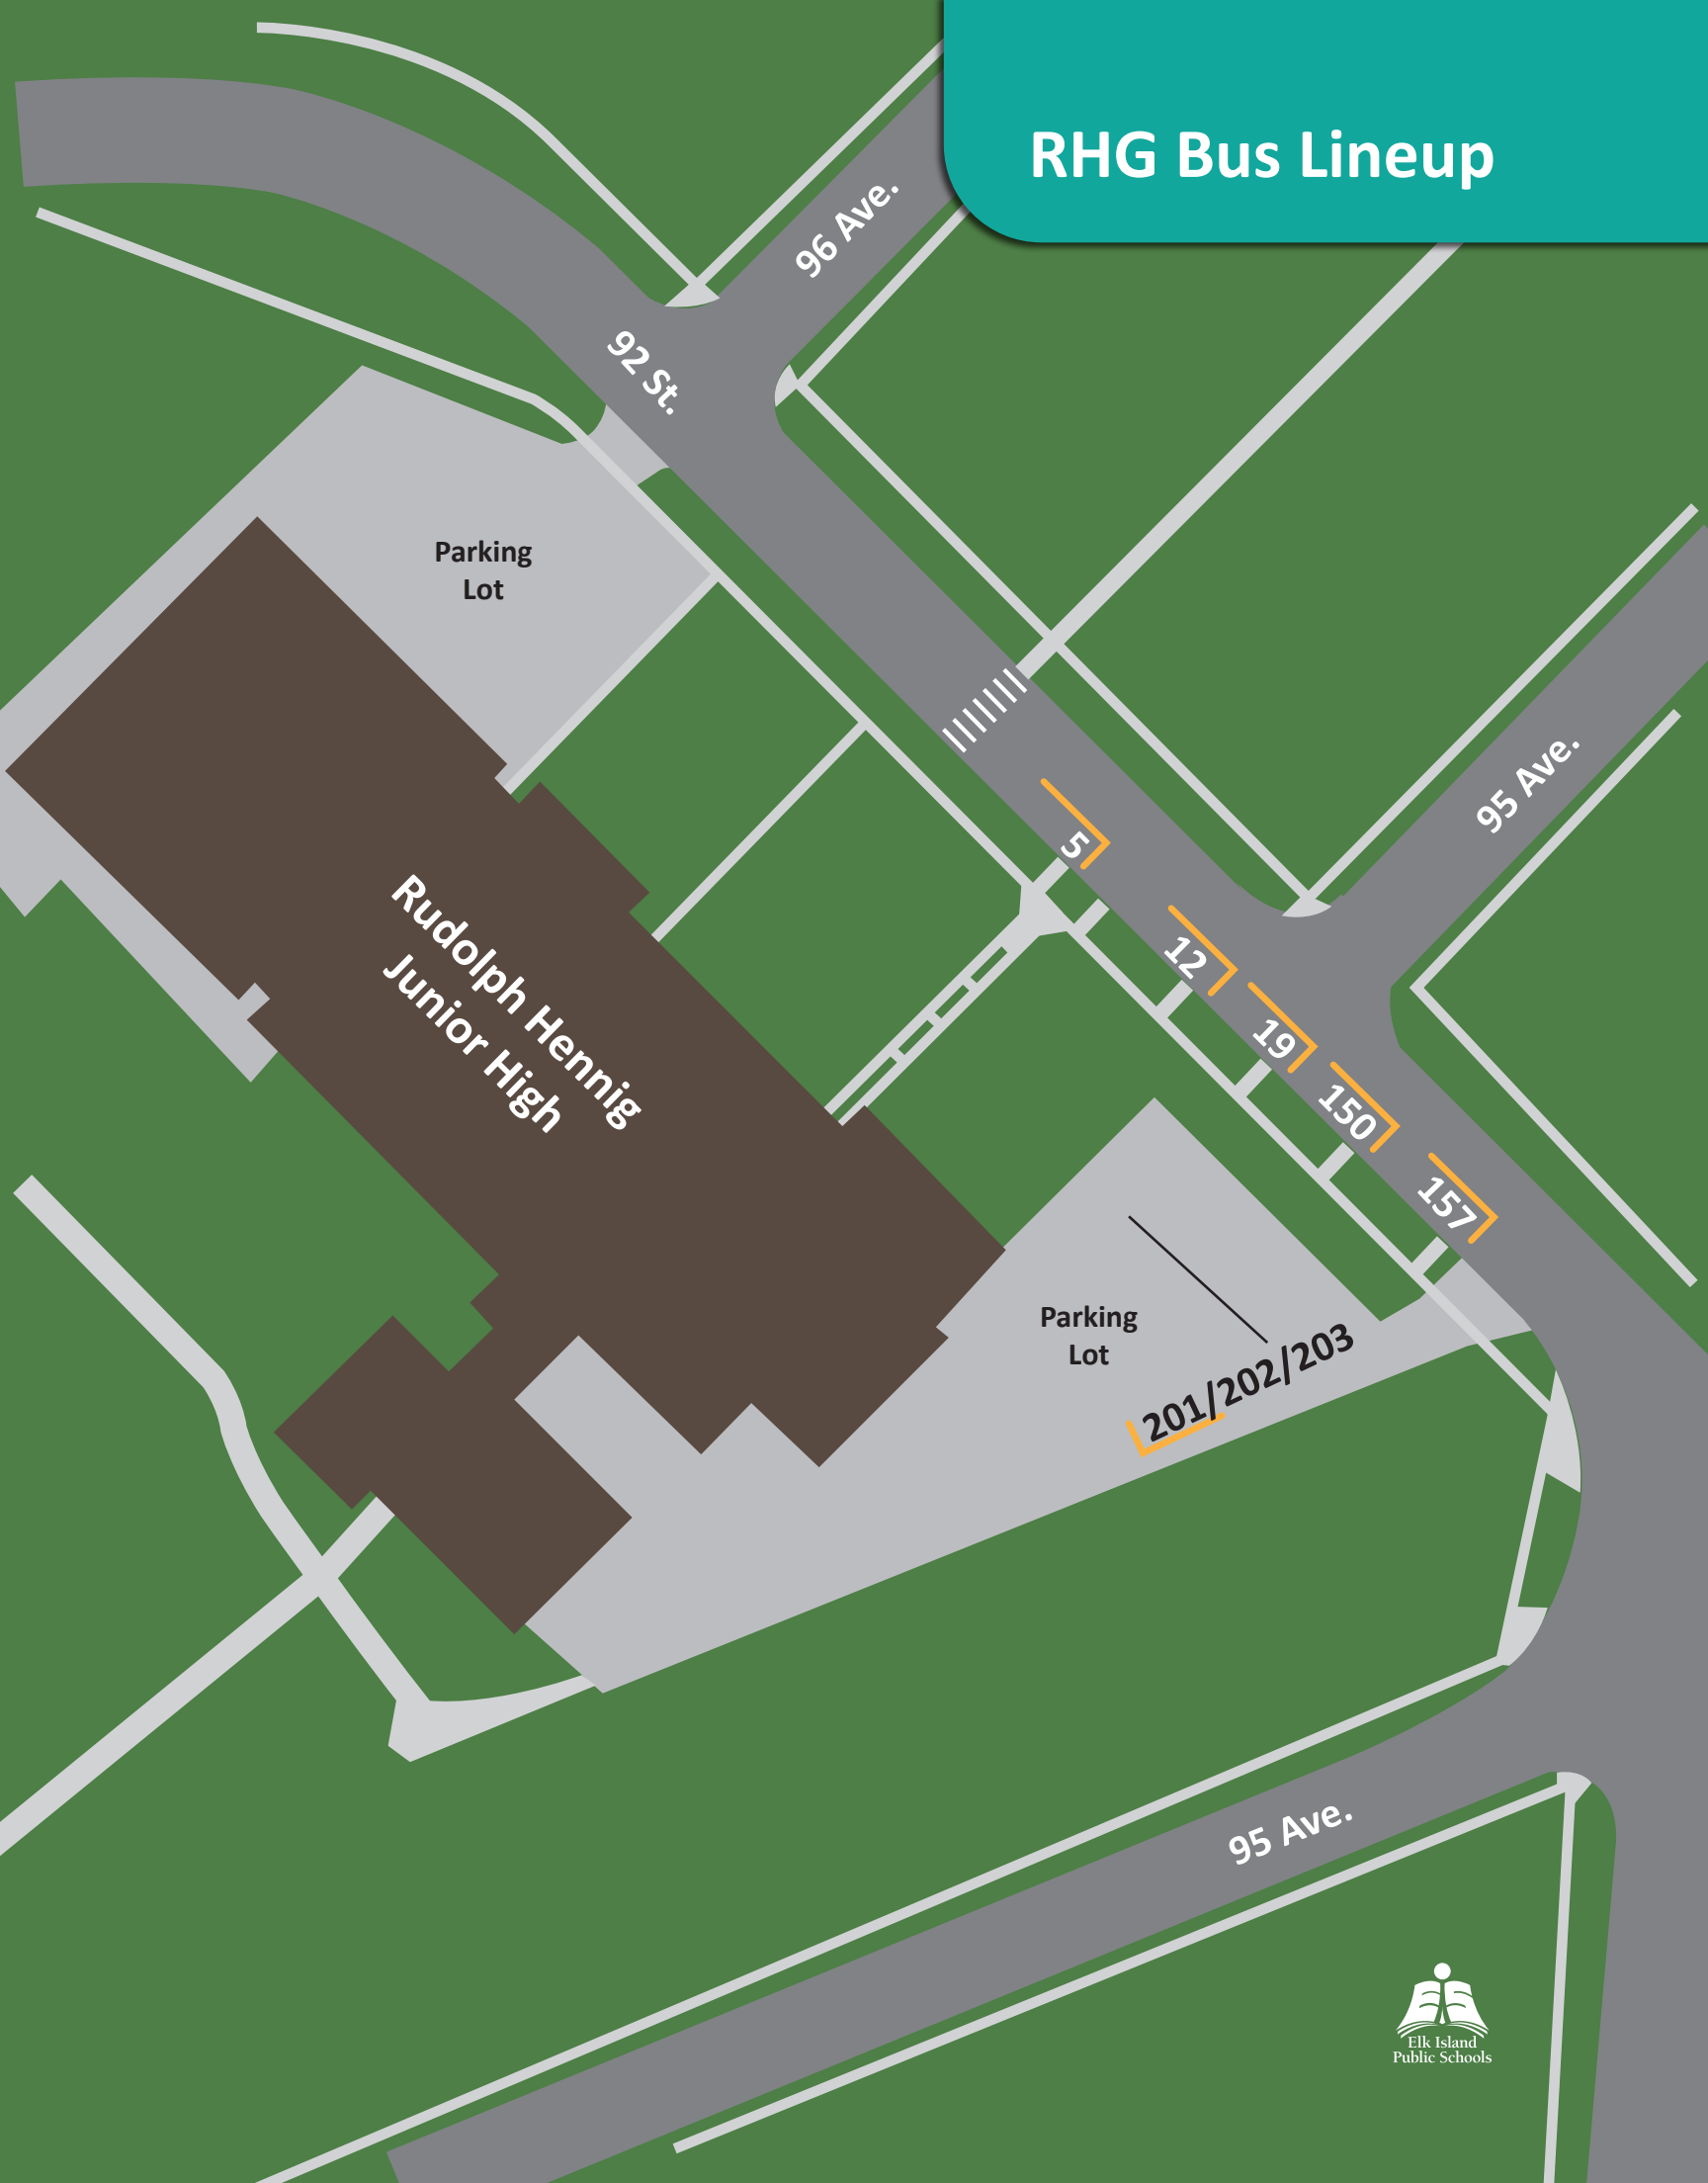 RHG Bus Lineup
96 Ave.
92 St.
Parking
Lot
95 Ave.
5
12
19
150
157
Rudolph Hennig
Junior High
Parking
Lot
201/202/203
95 Ave.
Elk Island
Public Schools